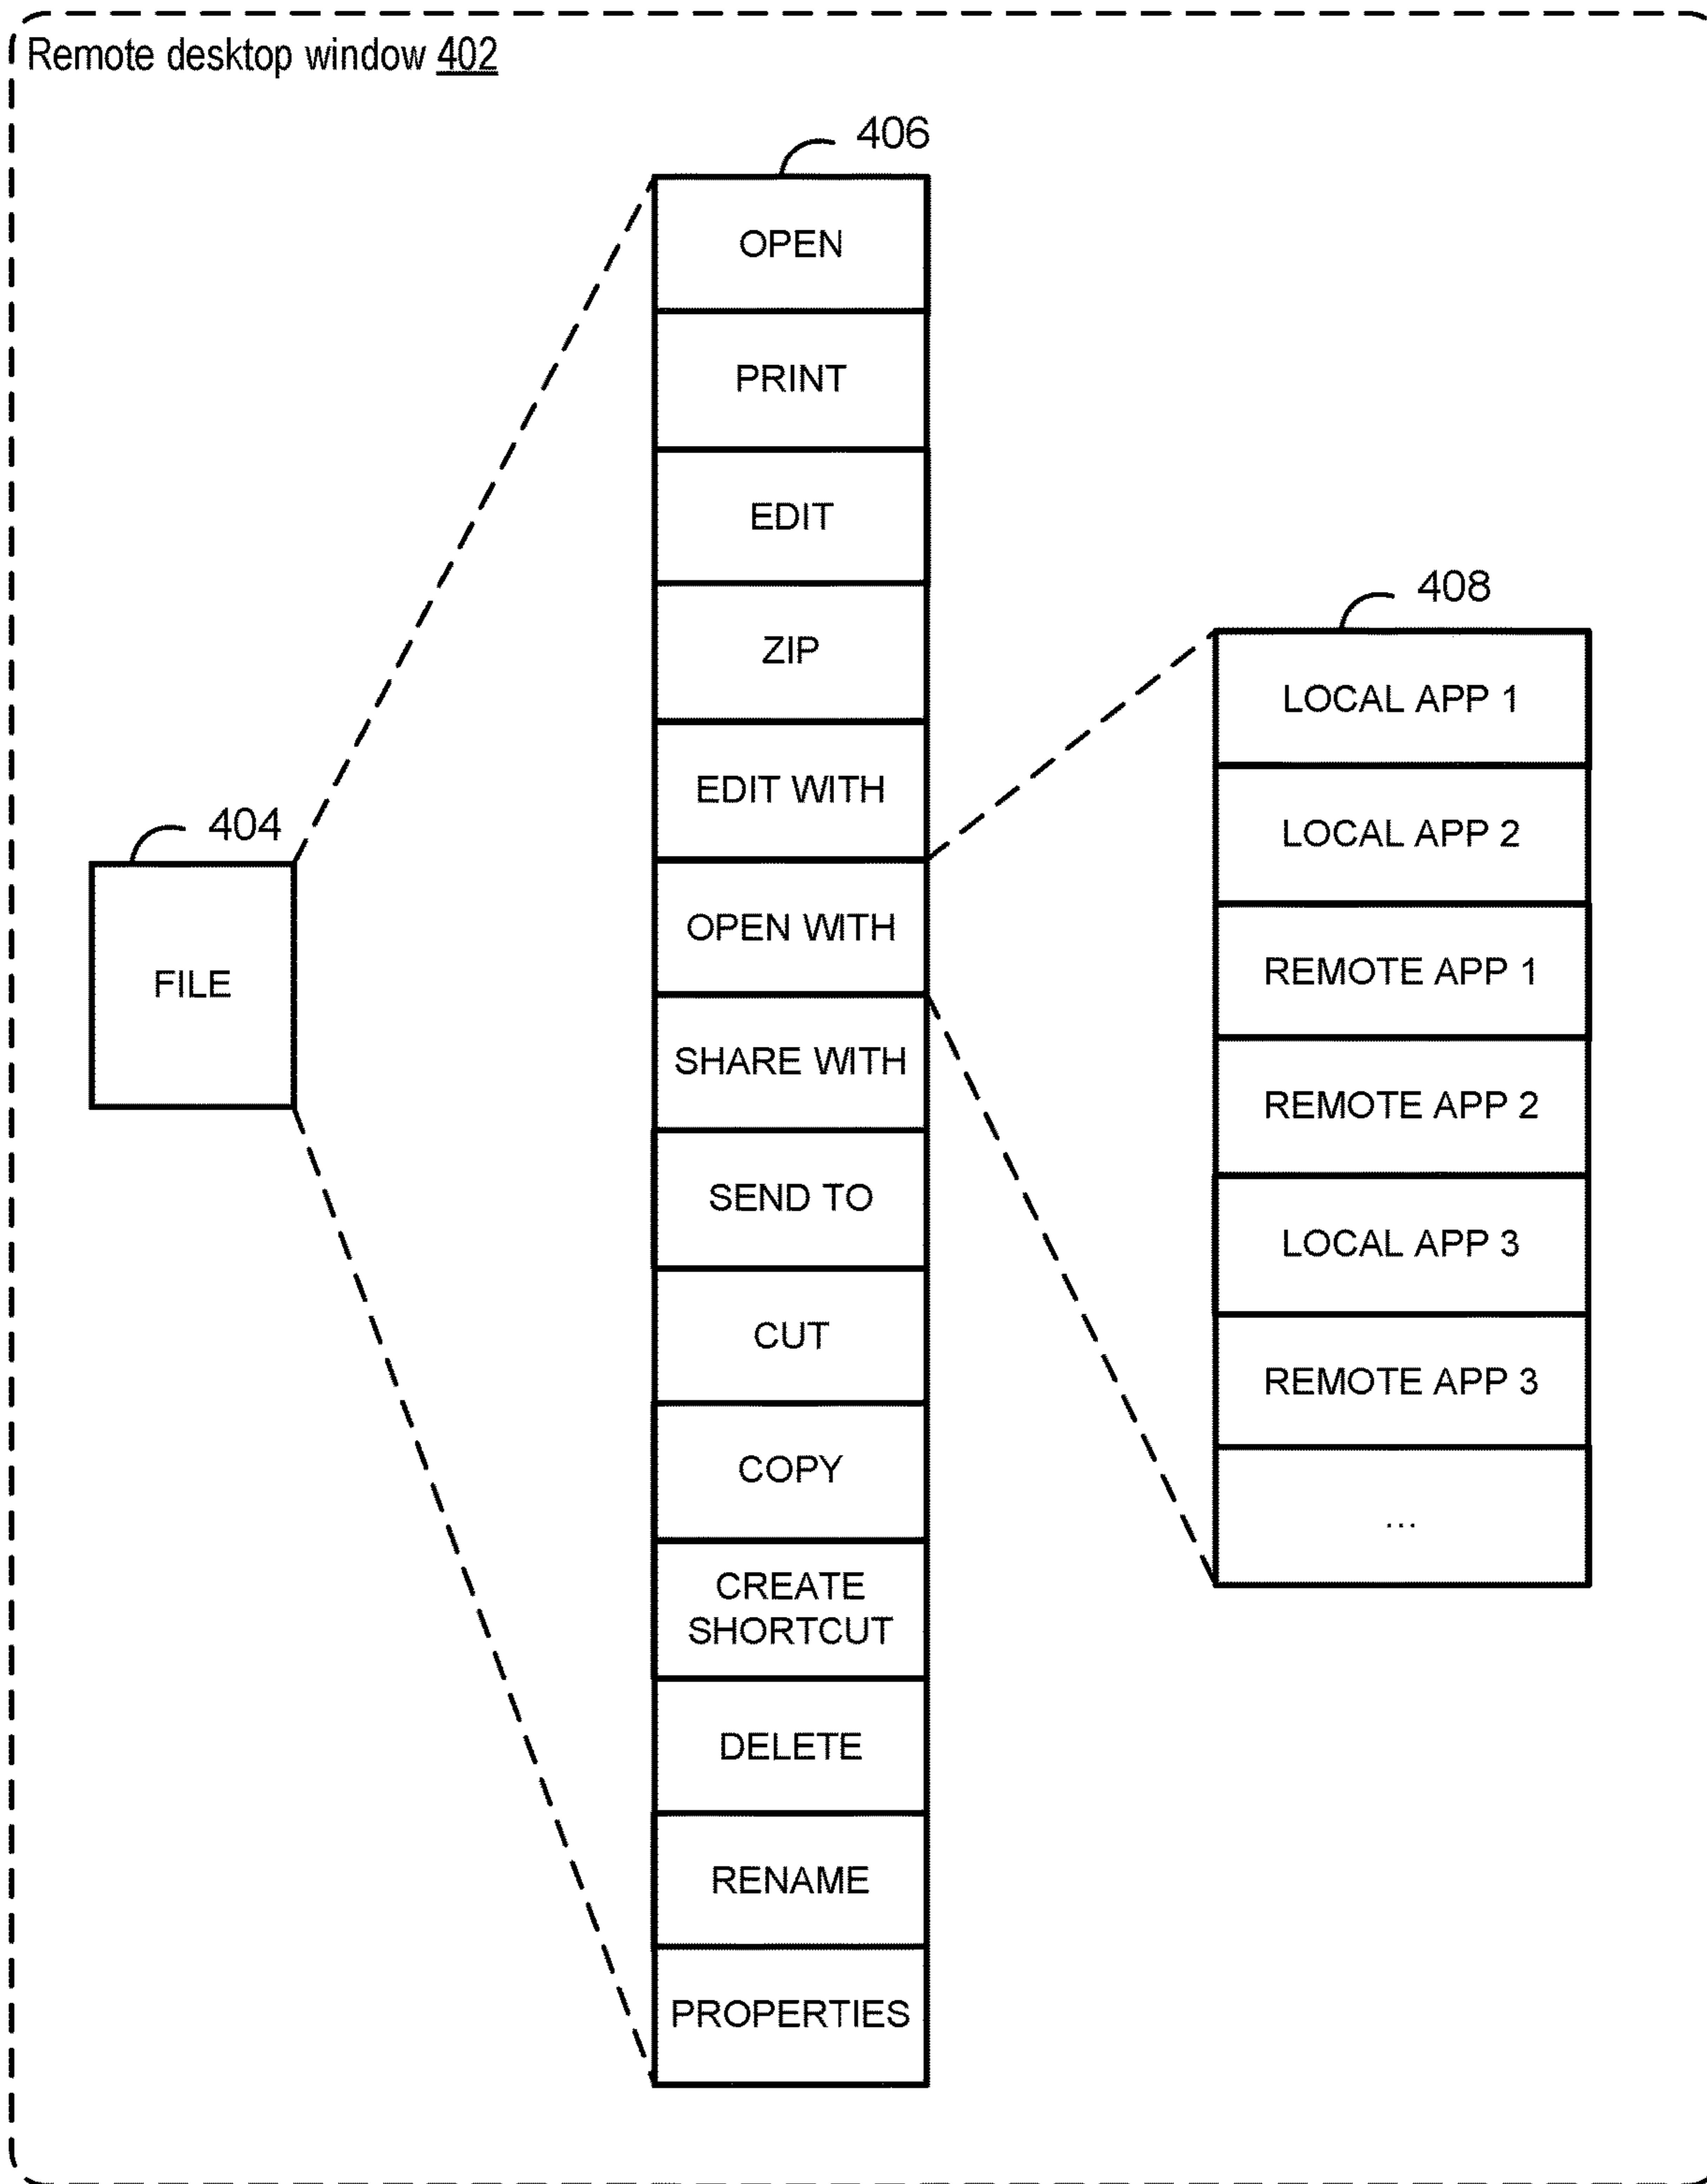 Remote desktop window 402
406
OPEN
PRINT
EDIT
ZIP
EDIT WITH
OPEN WITH
SHARE WITH
SEND TO
CUT
COPY
CREATE
SHORTCUT
DELETE
RENAME
PROPERTIES
404
FILE
408
LOCAL APP 1
LOCAL APP 2
REMOTE APP 1
REMOTE APP 2
LOCAL APP 3
REMOTE APP 3
...